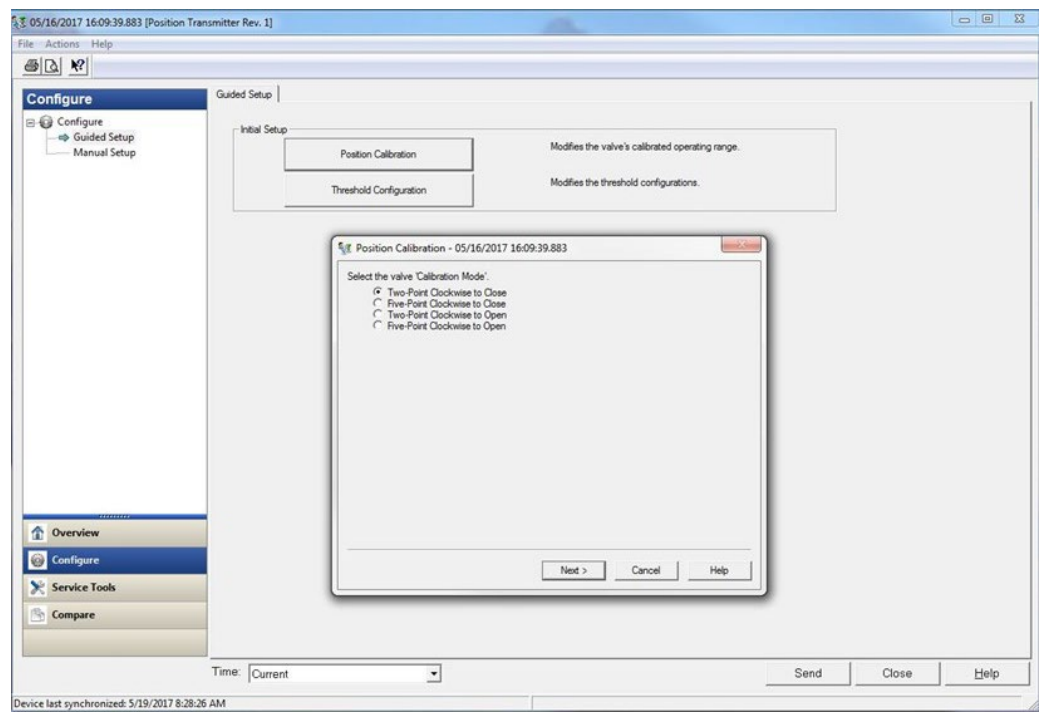 05/16/2017 16:09:39.883 [Position Transmitter Rev. 1]
File Actions Help
Configure
Configure
Guided Setup
Manual Setup
Overview
Configure
Service Tools
Compare
Guided Setup
Initial Setup
Position Calibration
Modifies the valve's calibrated operating range.
Threshold Configuration
Modifies the threshold configurations.
Position Calibration - 05/16/2017 16:09:39.883
Select the valve 'Calibration Mode'.
Two-Point Clockwise to Close
Five-Point Clockwise to Close
Two-Point Clockwise to Open
Five-Point Clockwise to Open
Next > Cancel Help
Time: Current
Send Close Help
Device last synchronized: 5/19/2017 8:28:26 AM